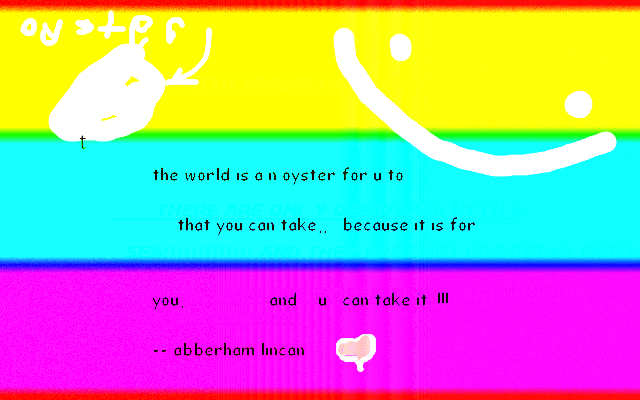 t
the world is a n oyster for u to
that you can take,, because it is for
you, and u can take it !!!
-- abberham lincan